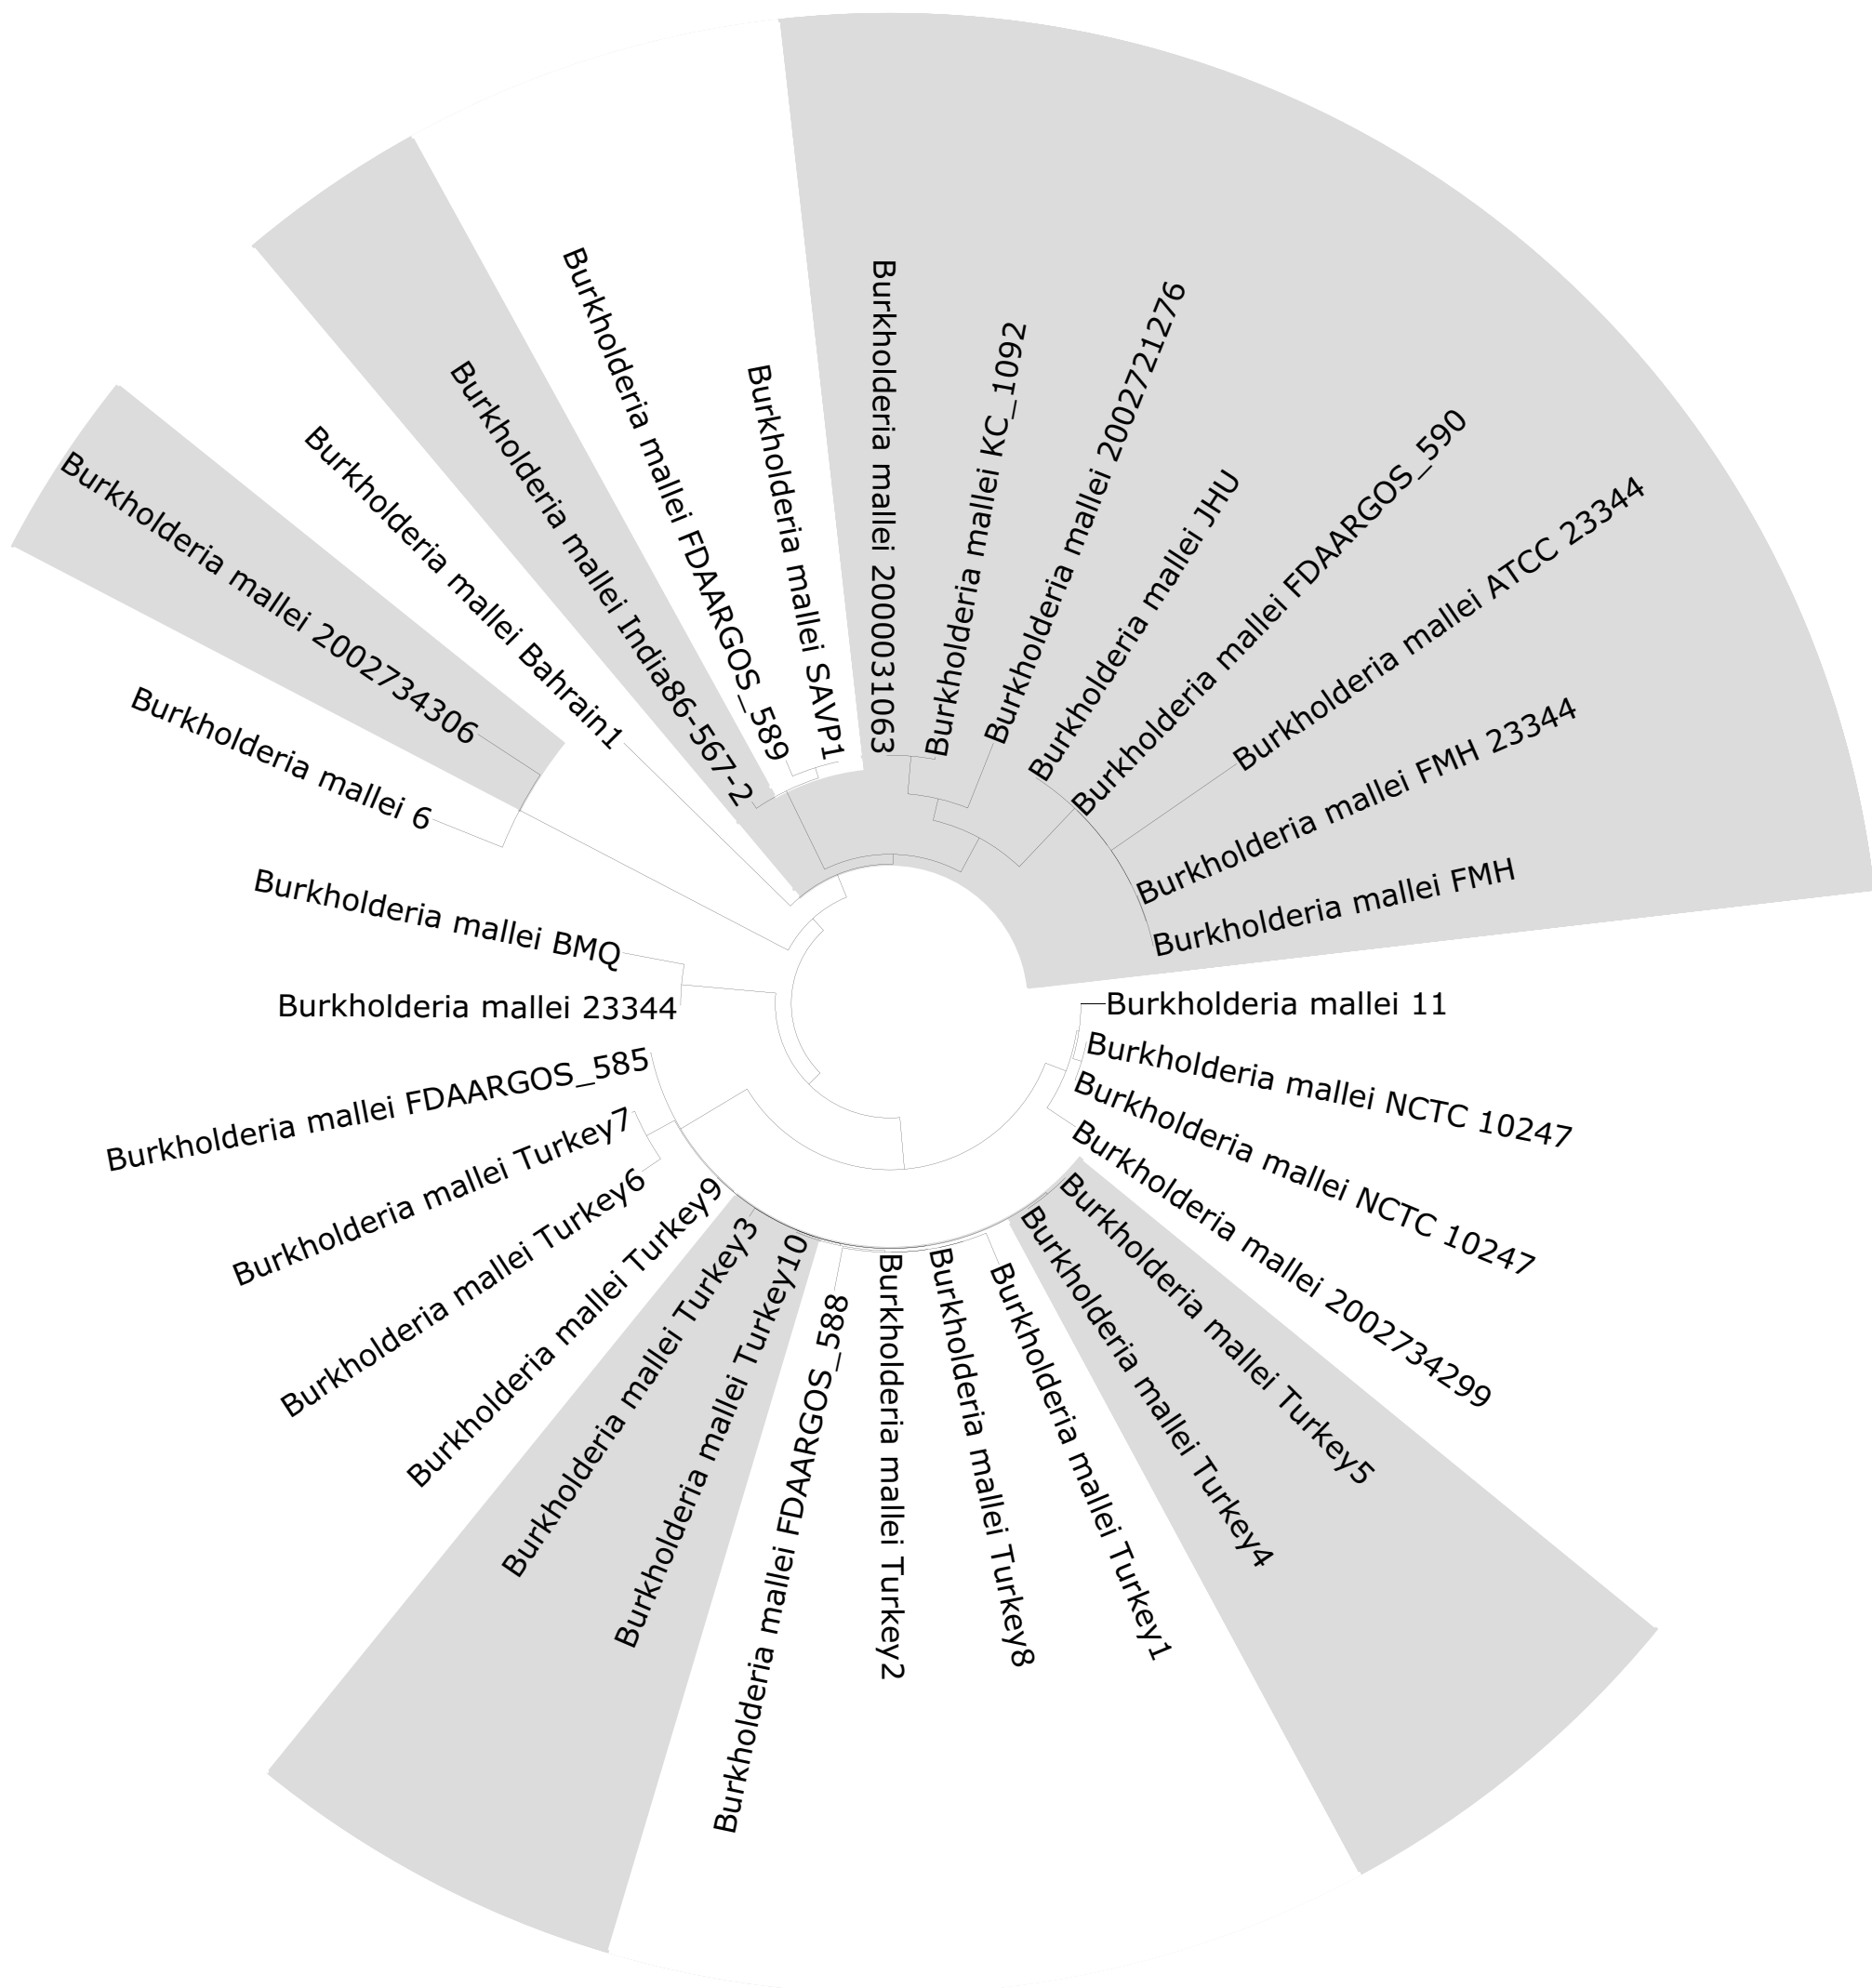 Burkholderia mallei 2000031063
Burkholderia mallei KC_1092
Burkholderia mallei 2002721276
Burkholderia mallei JHU
Burkholderia mallei FDAARGOS_590
Burkholderia mallei ATCC 23344
Burkholderia mallei FMH 23344
Burkholderia mallei FMH
Burkholderia mallei 11
Burkholderia mallei NCTC 10247
Burkholderia mallei NCTC 10247
Burkholderia mallei 2002734299
Burkholderia mallei Turkey5
Burkholderia mallei Turkey4
Burkholderia mallei Turkey1
Burkholderia mallei Turkey8
Burkholderia mallei Turkey2
Burkholderia mallei FDAARGOS_588
Burkholderia mallei Turkey10
Burkholderia mallei Turkey3
Burkholderia mallei Turkey9
Burkholderia mallei Turkey6
Burkholderia mallei Turkey7
Burkholderia mallei FDAARGOS_585
Burkholderia mallei 23344
Burkholderia mallei BMQ
Burkholderia mallei 6
Burkholderia mallei 2002734306
Burkholderia mallei Bahrain1
Burkholderia mallei India86-567-2
Burkholderia mallei FDAARGOS_589
Burkholderia mallei SAVP1